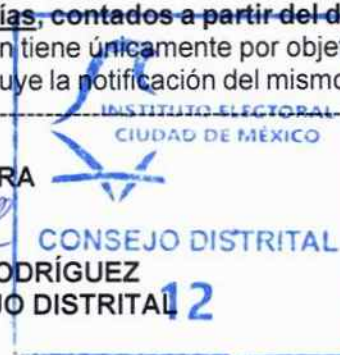 ías, contados a partir del d
n tiene únicamente por objet
uye la notificación del mismo
INSTITUTO ELECTORAL
CIUDAD DE MÉXICO
RA
CONSEJO DISTRITAL
ODRÍGUEZ
JO DISTRITAL
12